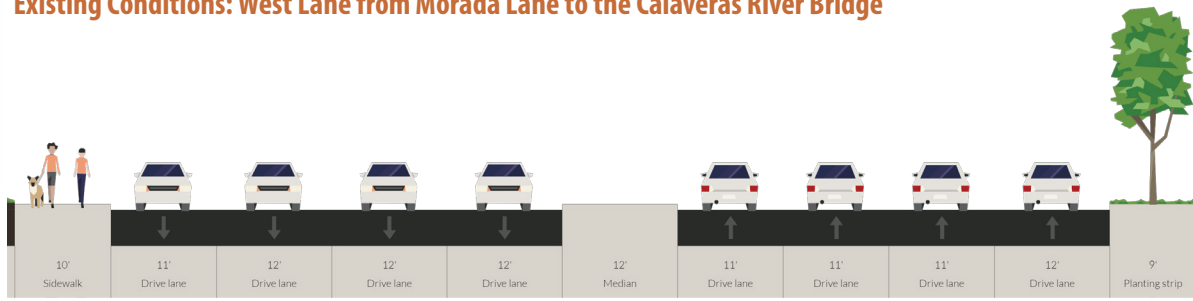 Existing Conditions: West Lane from Morada Lane to the Calaveras River Bridge
10' 11' 12' 12' 12' 12' 11' 11' 11' 12' 9'
Sidewalk Drive lane Drive lane Drive lane Drive lane Median Drive lane Drive lane Drive lane Drive lane Planting strip